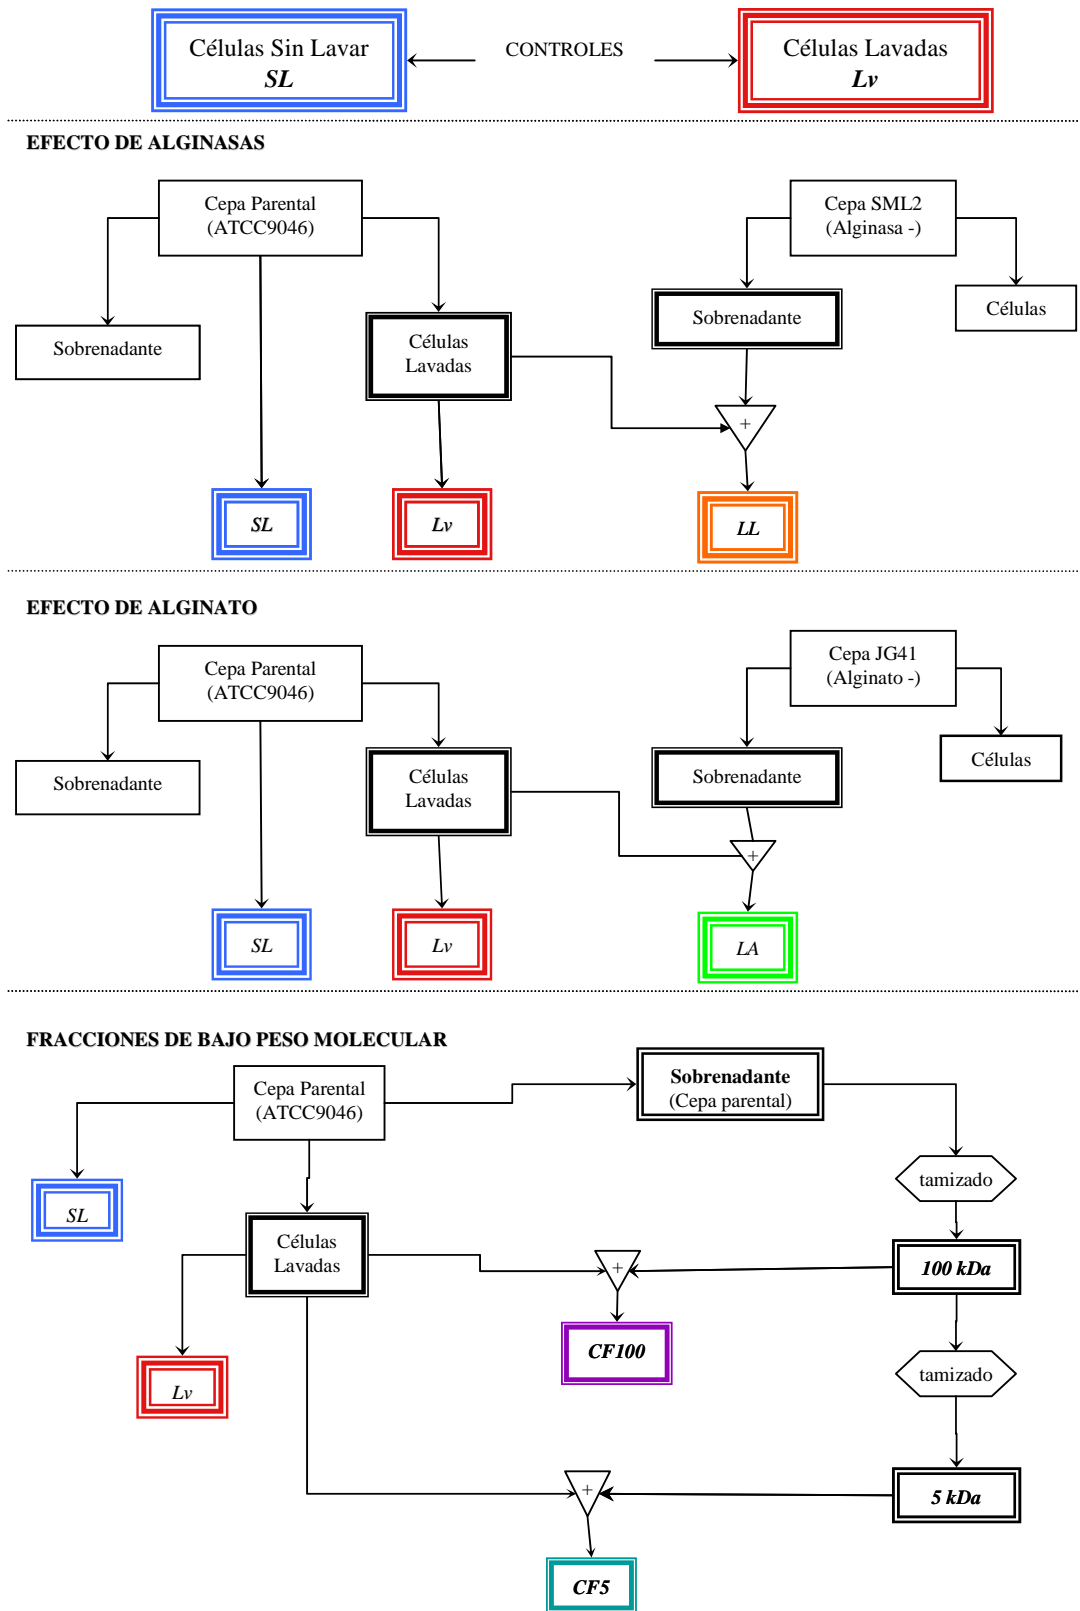 Células Sin Lavar
SL
CONTROLES
Células Lavadas
Lv
EFECTO DE ALGINASAS
Cepa Parental
(ATCC9046)
Cepa SML2
(Alginasa -)
Sobrenadante
Células
Lavadas
Sobrenadante
Células
+
SL
Lv
LL
EFECTO DE ALGINATO
Cepa Parental
(ATCC9046)
Cepa JG41
(Alginato -)
Sobrenadante
Células
Lavadas
Sobrenadante
Células
+
SL
Lv
LA
FRACCIONES DE BAJO PESO MOLECULAR
Cepa Parental
(ATCC9046)
Sobrenadante
(Cepa parental)
tamizado
SL
Células
Lavadas
+
100 kDa
CF100
Lv
tamizado
+
5 kDa
CF5